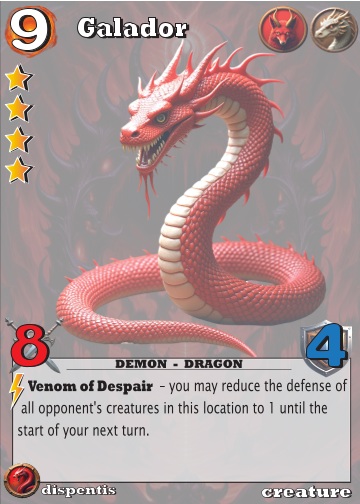 9 Galador
8
4
DEMON - DRAGON
Venom of Despair - you may reduce the defense of
all opponent's creatures in this location to 1 until the
start of your next turn.
dispentis creature